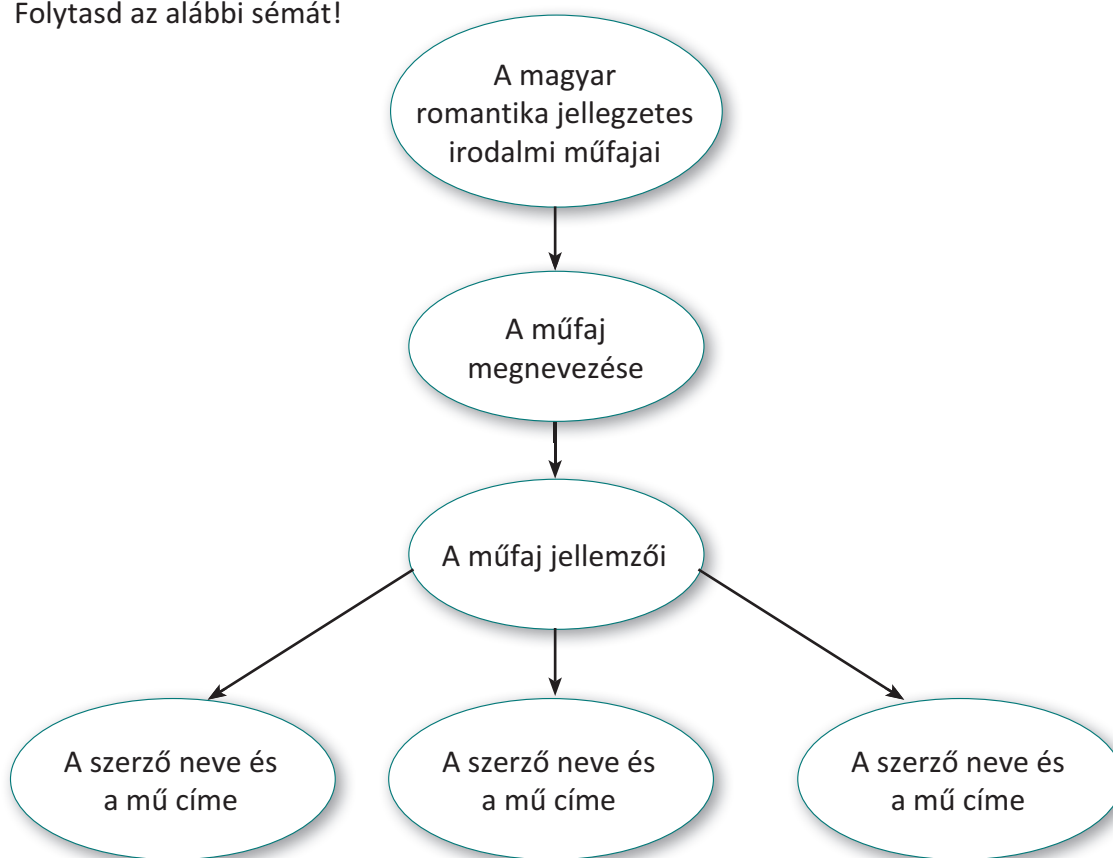 Folytasd az alábbi sémát!
A magyar
romantika jellegzetes
irodalmi műfajai
A műfaj
megnevezése
A műfaj jellemzői
A szerző neve és
a mű címe
A szerző neve és
a mű címe
A szerző neve és
a mű címe